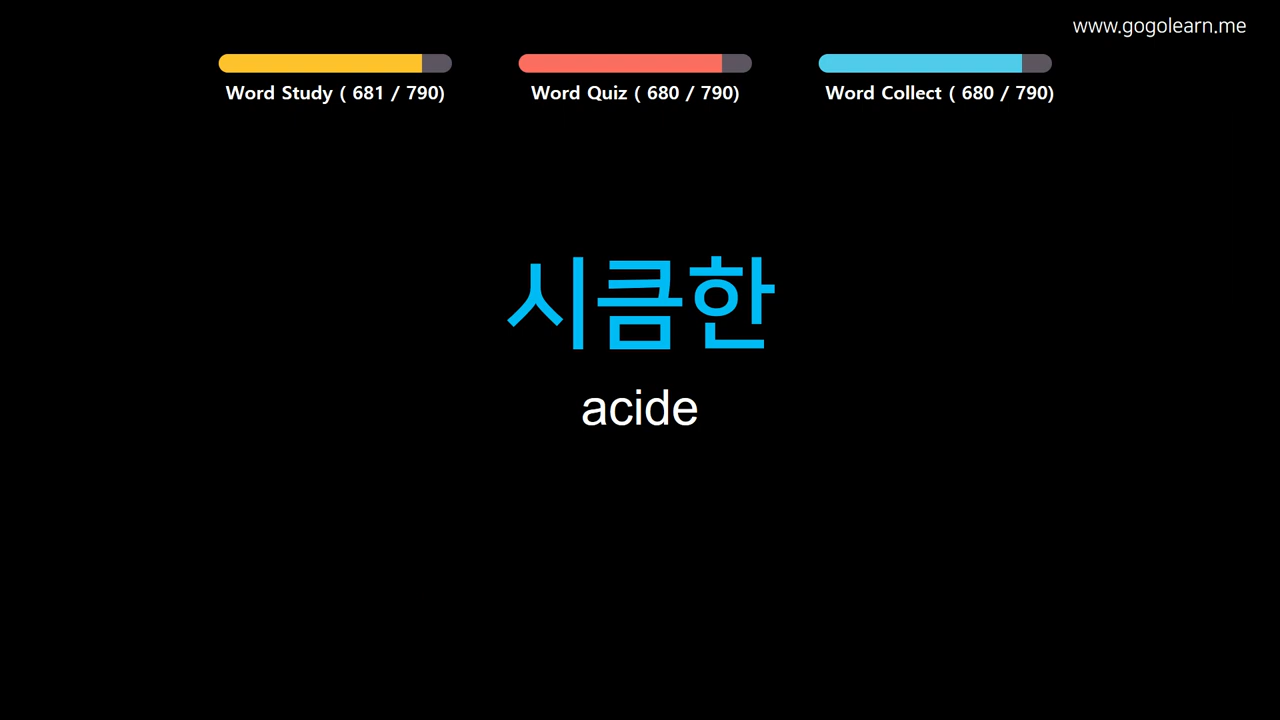 www.gogolearn.me
Word Study ( 681 / 790)
Word Quiz ( 680 / 790)
Word Collect ( 680 / 790)
시큼한
acide